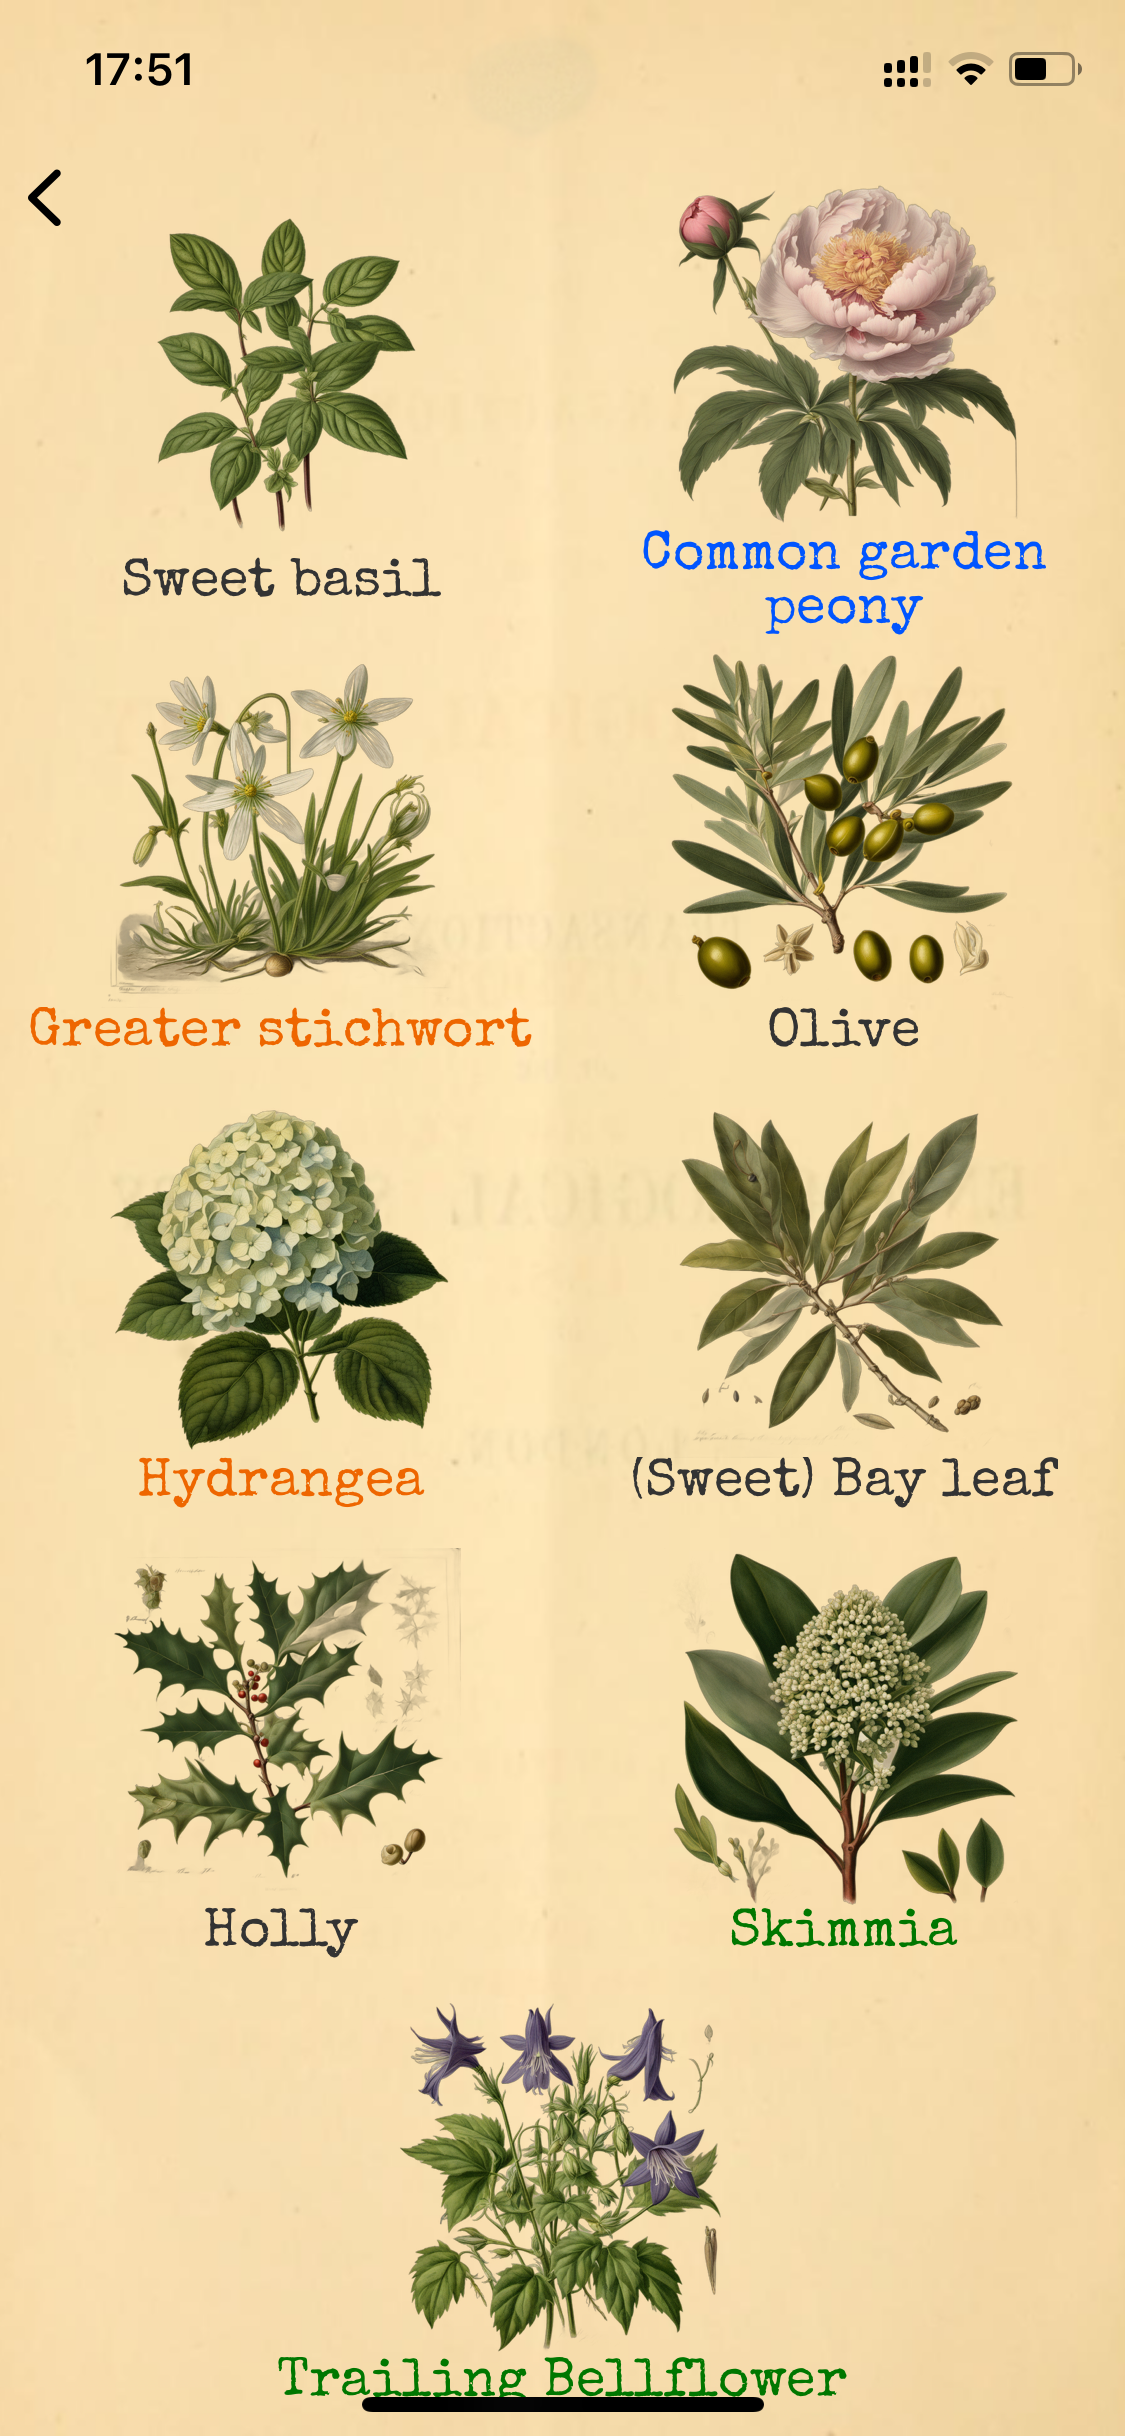 17:51
Sweet basil
Common garden
peony
Greater stichwort
Olive
Hydrangea
(Sweet) Bay leaf
Holly
Skimmia
Trailing Bellflower